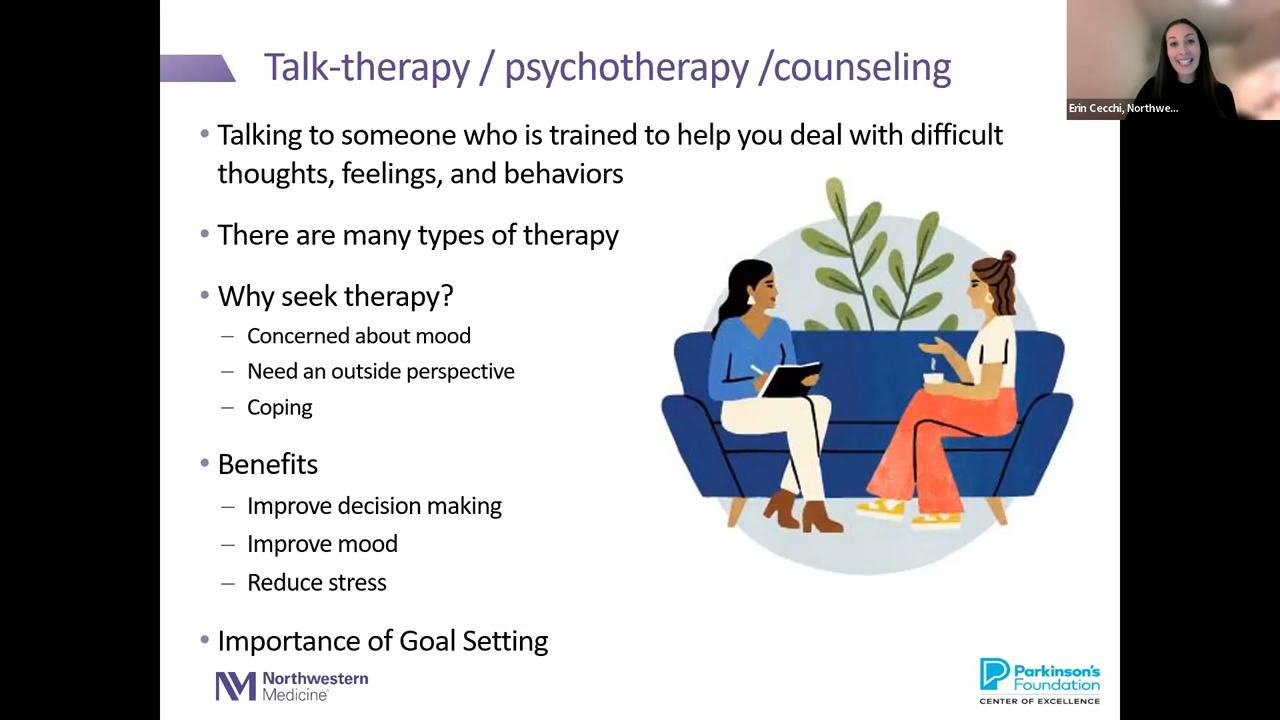 Talk-therapy / psychotherapy /counseling
Erin Cecchi, Northwe...
• Talking to someone who is trained to help you deal with difficult
thoughts, feelings, and behaviors
• There are many types of therapy
• Why seek therapy?
– Concerned about mood
– Need an outside perspective
– Coping
• Benefits
– Improve decision making
– Improve mood
– Reduce stress
• Importance of Goal Setting
NM Northwestern
Medicine®
Parkinson's
Foundation
CENTER OF EXCELLENCE